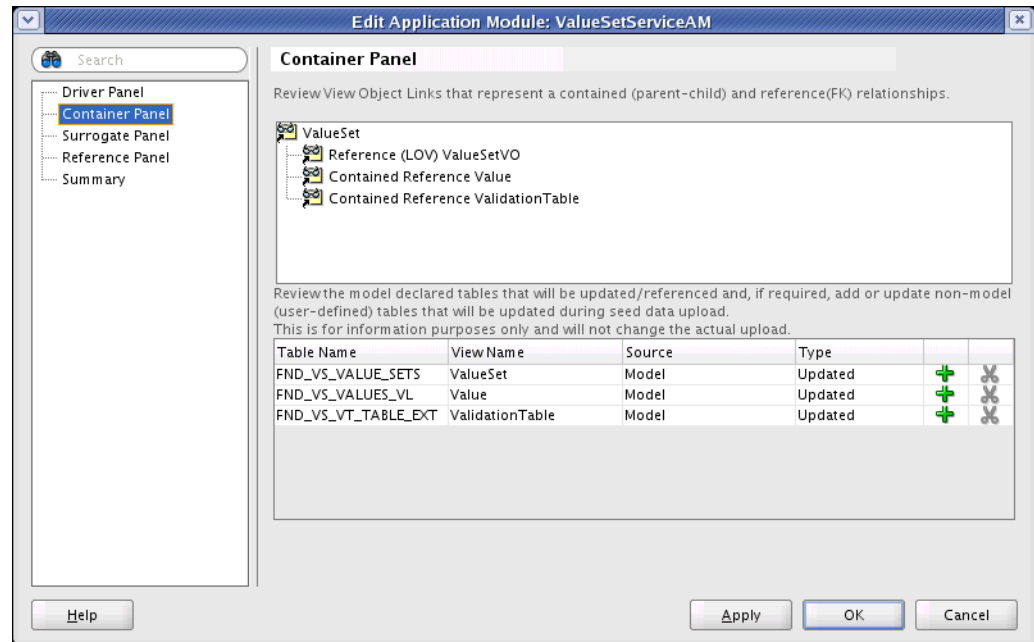 Edit Application Module: ValueSetServiceAM
Search
Driver Panel
Container Panel
Surrogate Panel
Reference Panel
Summary
Container Panel
Review View Object Links that represent a contained (parent-child) and reference(FK) relationships.
ValueSet
Reference (LOV) ValueSetVO
Contained Reference Value
Contained Reference ValidationTable
Review the model declared tables that will be updated/referenced and, if required, add or update non-model
(user-defined) tables that will be updated during seed data upload.
This is for information purposes only and will not change the actual upload.
Table Name View Name Source Type
FND_VS_VALUE_SETS ValueSet Model Updated
FND_VS_VALUES_VL Value Model Updated
FND_VS_VT_TABLE_EXT ValidationTable Model Updated
Help Apply OK Cancel